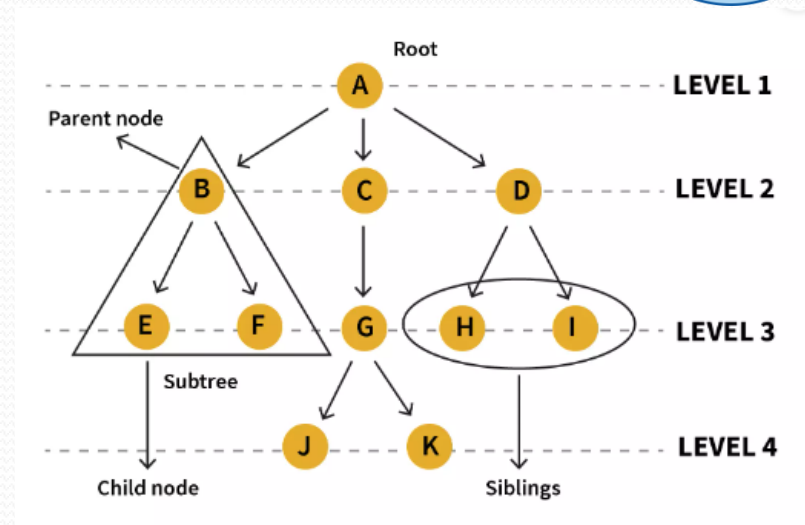 Root
A
LEVEL 1
Parent node
B
C
D
LEVEL 2
E
F
G
H
I
LEVEL 3
Subtree
J
K
LEVEL 4
Child node
Siblings